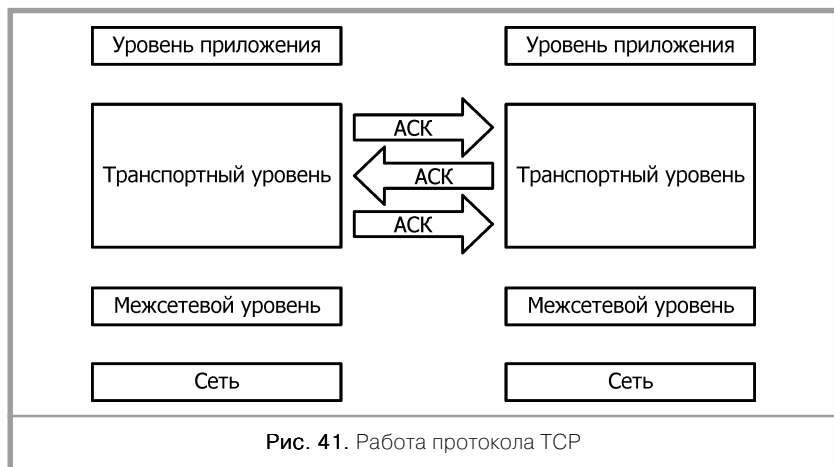 Уровень приложения
Уровень приложения
Транспортный уровень
АСК
АСК
АСК
Транспортный уровень
Межсетевой уровень
Межсетевой уровень
Сеть
Сеть
Рис. 41. Работа протокола TCP